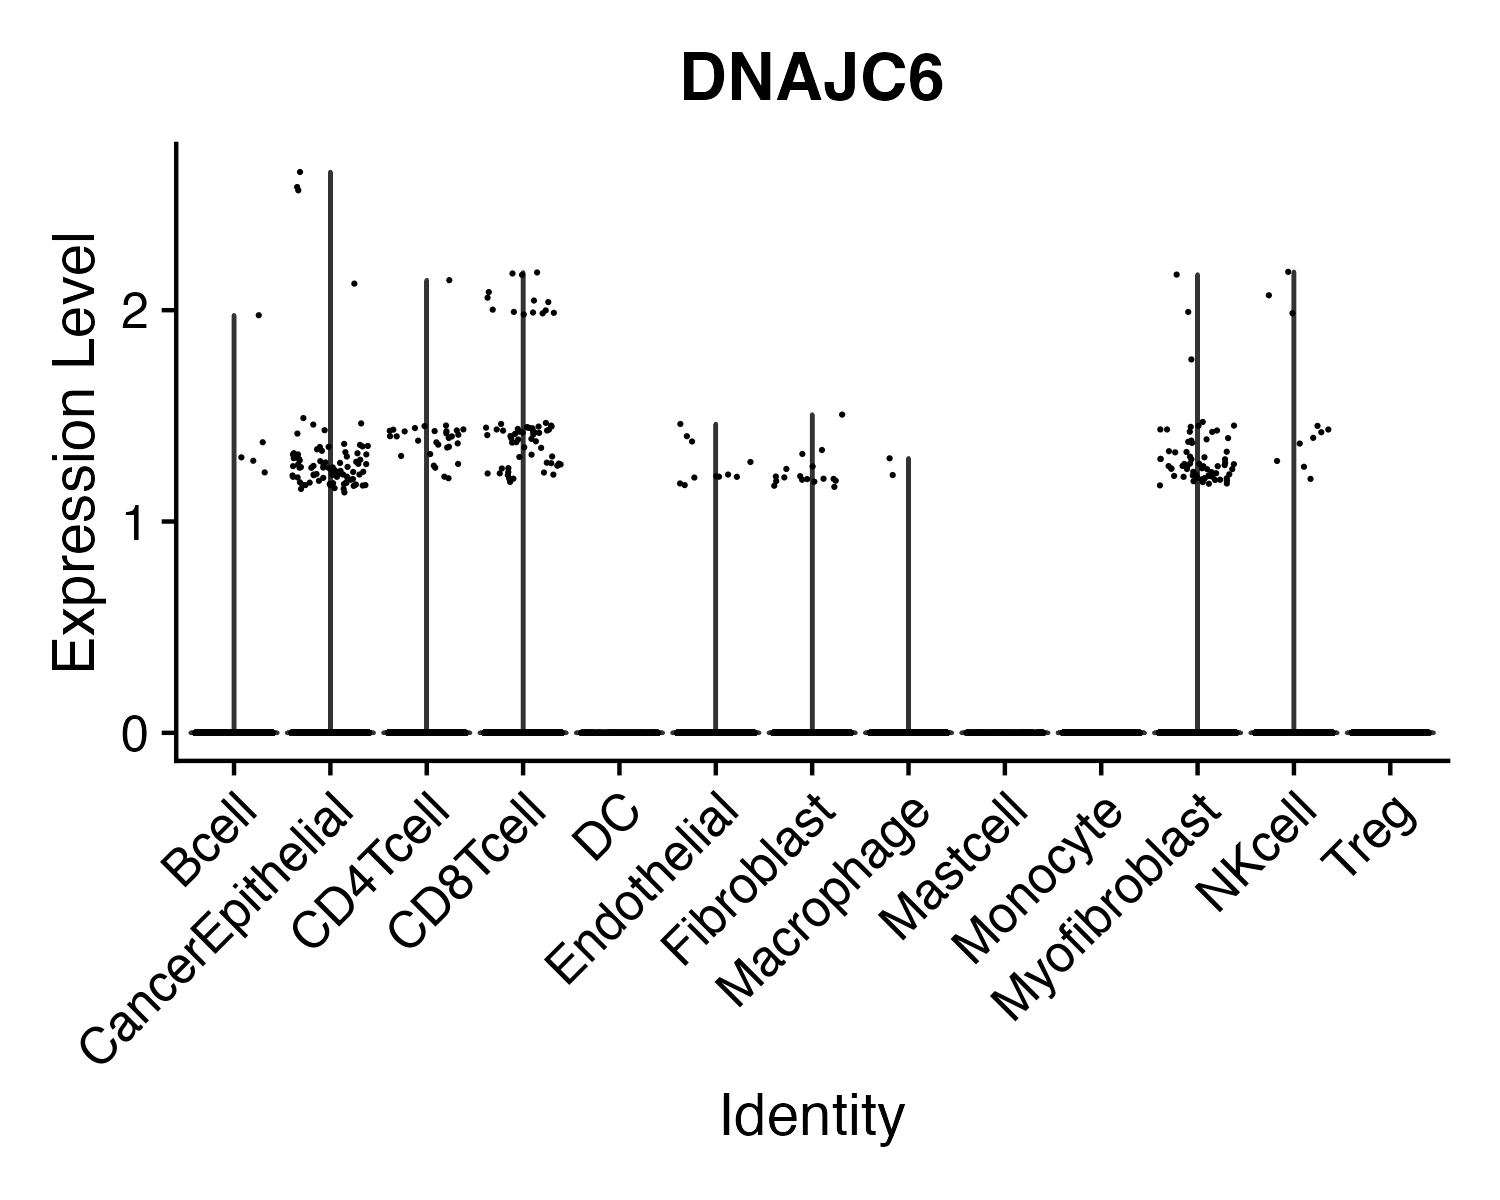 DNAJC6
Expression Level
2
1
0
Bcell
CancerEpithelial
CD4Tcell
CD8Tcell
DC
Endothelial
Fibroblast
Macrophage
Mastcell
Monocyte
Myofibroblast
NKcell
Treg
Identity